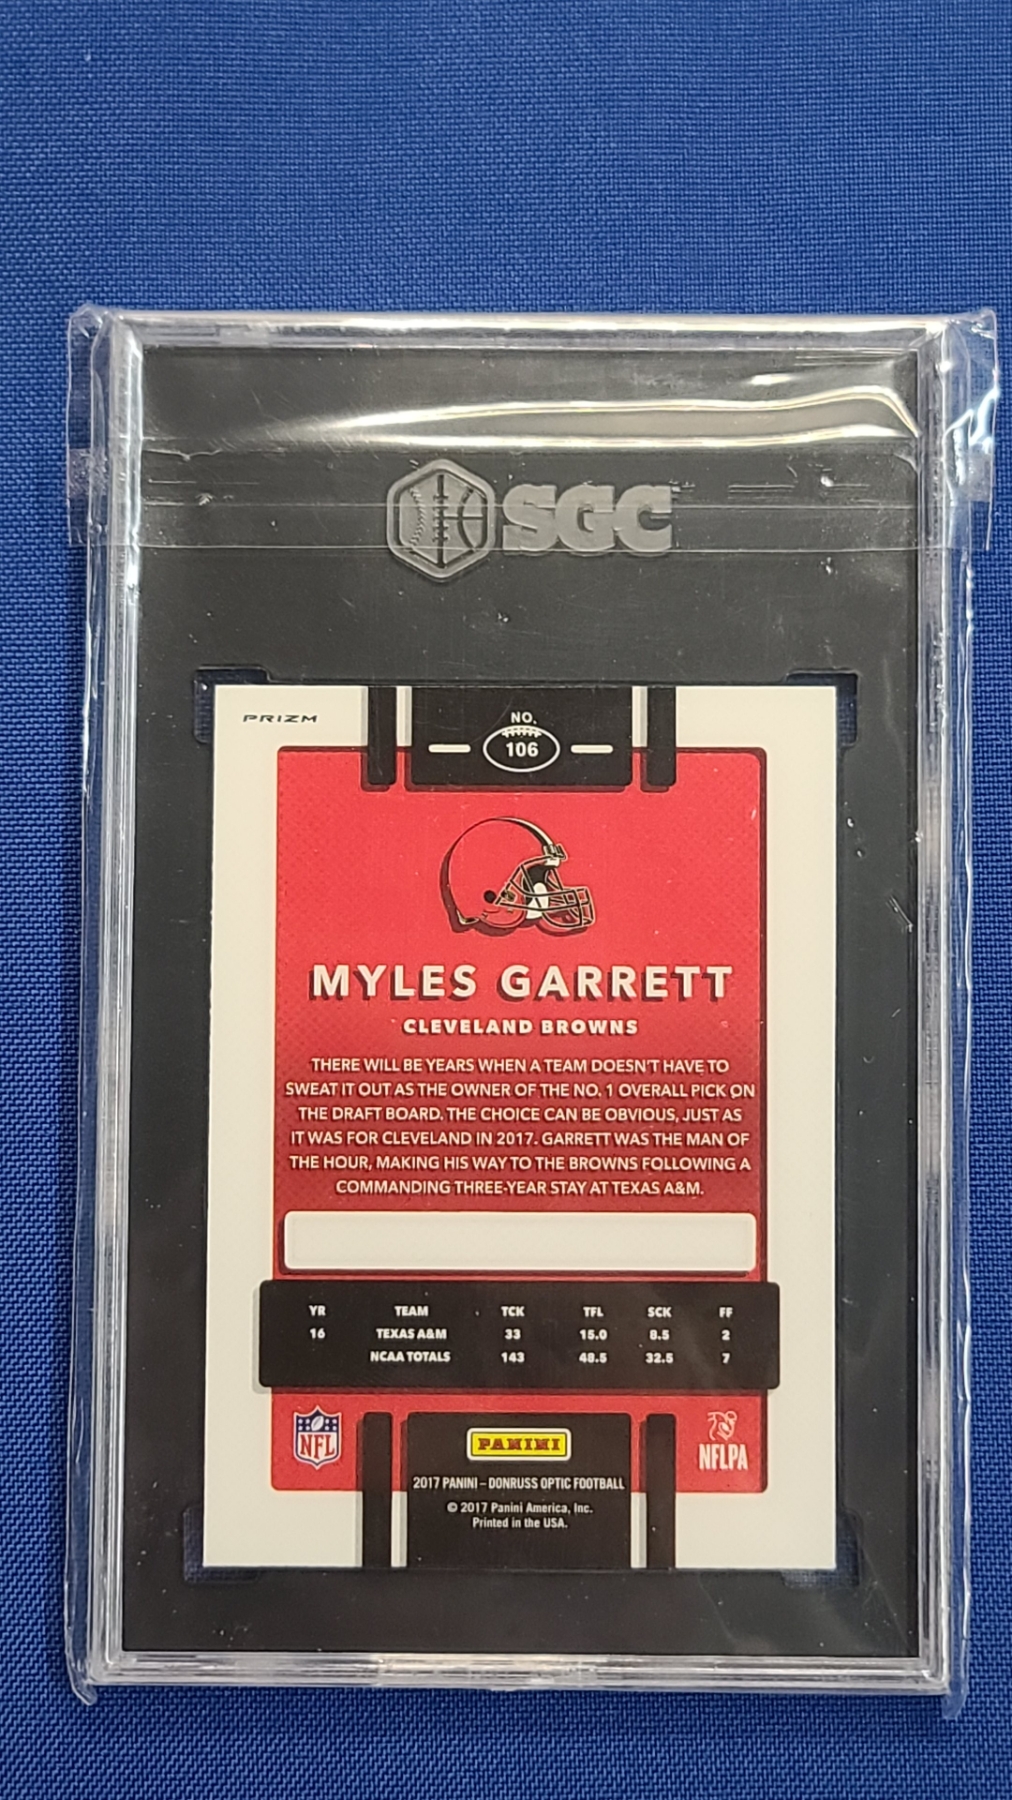 SGC
PRIZM
NO.
106
MYLES GARRETT
CLEVELAND BROWNS
THERE WILL BE YEARS WHEN A TEAM DOESN'T HAVE TO
SWEAT IT OUT AS THE OWNER OF THE NO. 1 OVERALL PICK ON
THE DRAFT BOARD. THE CHOICE CAN BE OBVIOUS, JUST AS
IT WAS FOR CLEVELAND IN 2017. GARRETT WAS THE MAN OF
THE HOUR, MAKING HIS WAY TO THE BROWNS FOLLOWING A
COMMANDING THREE-YEAR STAY AT TEXAS A&M.
YR TEAM TCK TFL SCK FF
16 TEXAS A&M 33 15.0 8.5 2
NCAA TOTALS 143 48.5 32.5 7
NFL
PANINI
NFLPA
2017 PANINI – DONRUSS OPTIC FOOTBALL
© 2017 Panini America, Inc.
Printed in the USA.